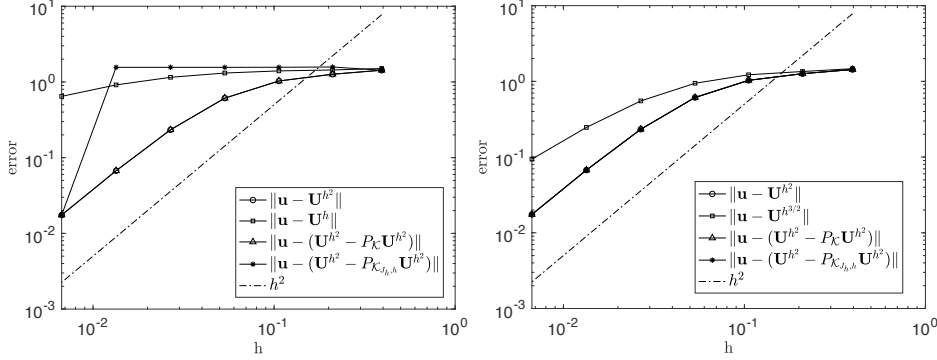 10^1
10^0
10^{-1}
10^{-2}
10^{-3}
error
10^{-2}
10^{-1}
10^0
h
‖u − U^{h^2}‖
‖u − U^h‖
‖u − (U^{h^2} − P_𝒦 U^{h^2})‖
‖u − (U^{h^2} − P_{𝒦_{J_h,h}} U^{h^2})‖
h^2
10^1
10^0
10^{-1}
10^{-2}
10^{-3}
error
10^{-2}
10^{-1}
10^0
h
‖u − U^{h^2}‖
‖u − U^{h^{3/2}}‖
‖u − (U^{h^2} − P_𝒦 U^{h^2})‖
‖u − (U^{h^2} − P_{𝒦_{J_h,h}} U^{h^2})‖
h^2